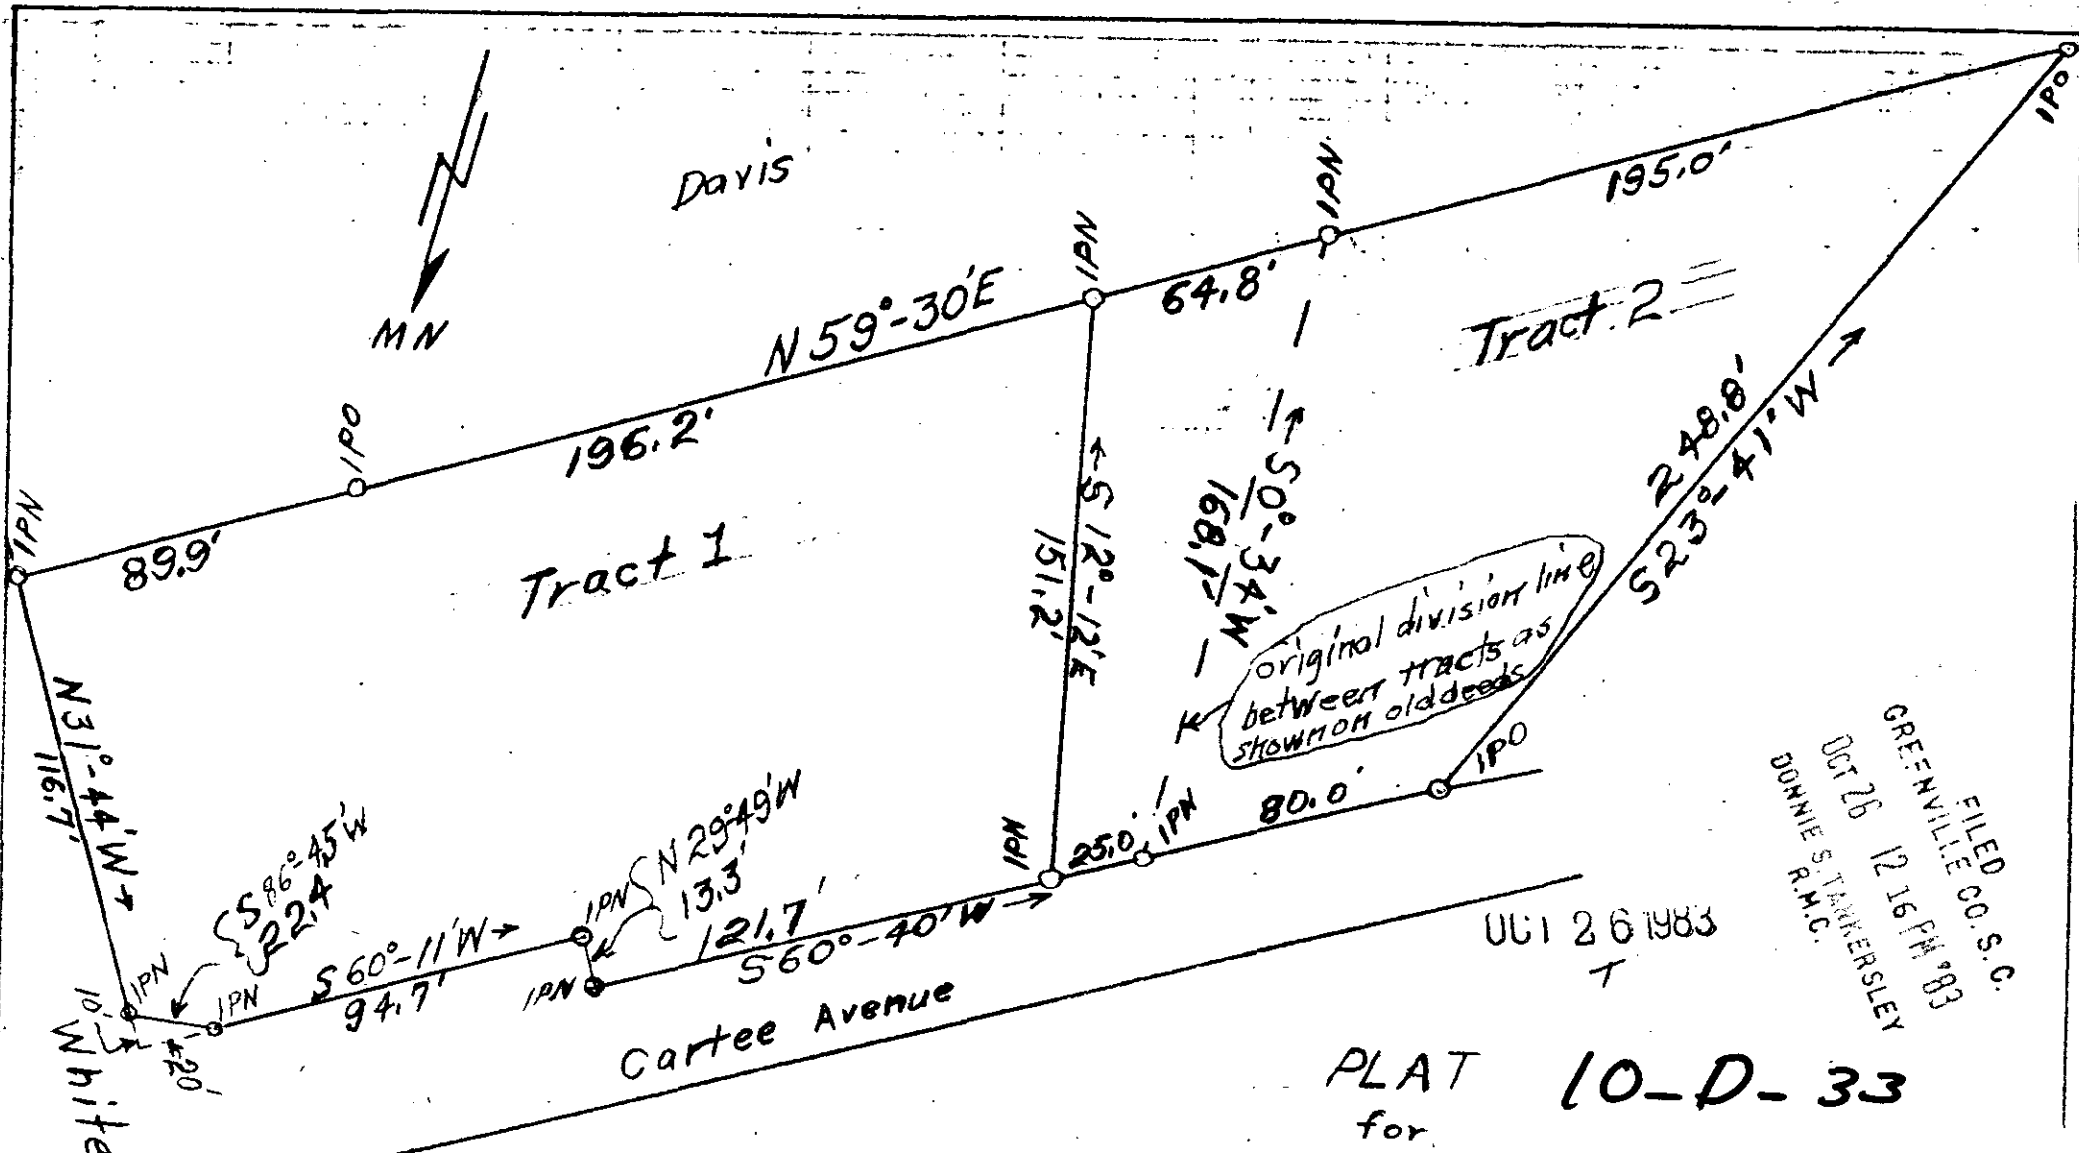 Davis
MN
IPO
IPN
IPN
IPO
IPN
195.0'
64.8'
N 59°-30'E
196.2'
89.9'
Tract 1
Tract 2
← S 12°-12'E
151.2'
S 0°-34'W →
168.1'
original division line
between tracts as
shown on old deeds
248.8'
S 23°-41'W →
IPO
80.0'
IPN
25.0'
IPN
N 31°-44'W →
116.7'
S 86°-45'W
22.4
IPN
IPN
10'
20'
S 60°-11'W →
94.7'
IPN
N 29°49'W
13.3'
IPN
121.7'
S 60°-40'W →
Cartee Avenue
White
OCT 26 1983
T
FILED
GREENVILLE CO. S. C.
OCT 26 12 16 PM '83
DONNIE S. TANKERSLEY
R.M.C.
PLAT
for
10-D-33